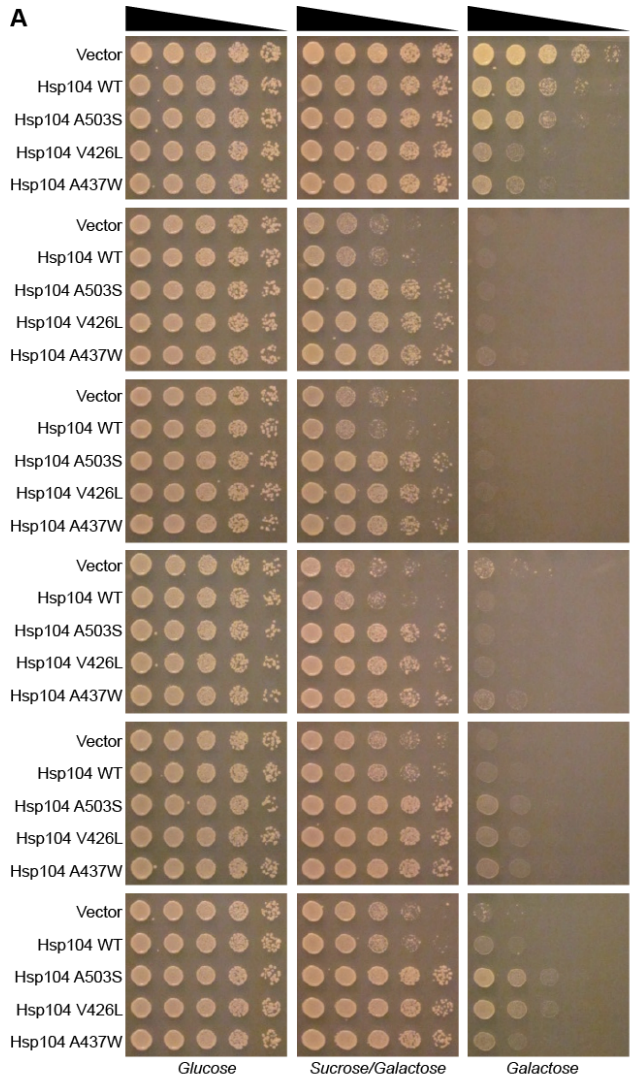 A
Vector
Hsp104 WT
Hsp104 A503S
Hsp104 V426L
Hsp104 A437W
Vector
Hsp104 WT
Hsp104 A503S
Hsp104 V426L
Hsp104 A437W
Vector
Hsp104 WT
Hsp104 A503S
Hsp104 V426L
Hsp104 A437W
Vector
Hsp104 WT
Hsp104 A503S
Hsp104 V426L
Hsp104 A437W
Vector
Hsp104 WT
Hsp104 A503S
Hsp104 V426L
Hsp104 A437W
Vector
Hsp104 WT
Hsp104 A503S
Hsp104 V426L
Hsp104 A437W
Glucose Sucrose/Galactose Galactose